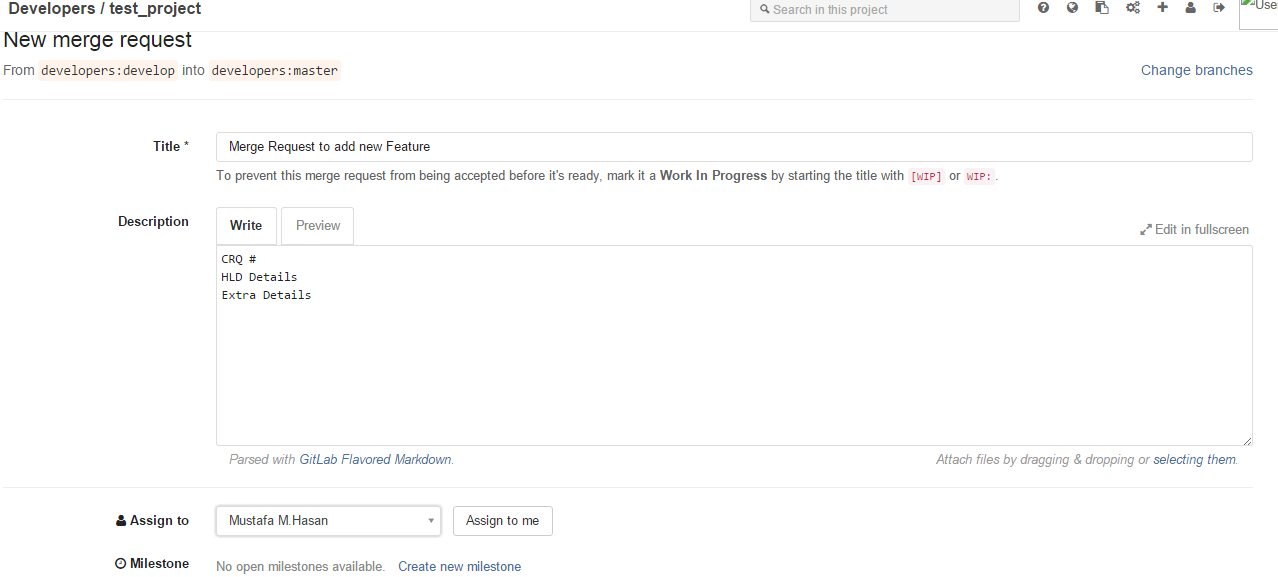 Developers / test_project
Search in this project
Use
New merge request
From developers:develop into developers:master
Change branches
Title *
Merge Request to add new Feature
To prevent this merge request from being accepted before it's ready, mark it a Work In Progress by starting the title with [WIP] or WIP: .
Description
Write
Preview
Edit in fullscreen
CRQ #
HLD Details
Extra Details
Parsed with GitLab Flavored Markdown.
Attach files by dragging & dropping or selecting them.
Assign to
Mustafa M.Hasan
Assign to me
Milestone
No open milestones available.
Create new milestone